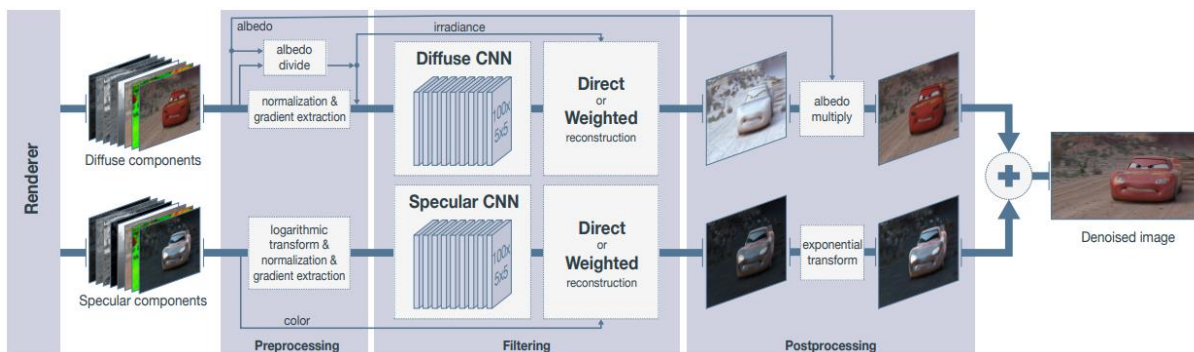 Renderer
Diffuse components
Specular components
albedo
albedo
divide
normalization &
gradient extraction
irradiance
Diffuse CNN
100x
5x5
Direct
or
Weighted
reconstruction
albedo
multiply
logarithmic
transform &
normalization &
gradient extraction
color
Specular CNN
100x
5x5
Direct
or
Weighted
reconstruction
exponential
transform
Denoised image
Preprocessing
Filtering
Postprocessing